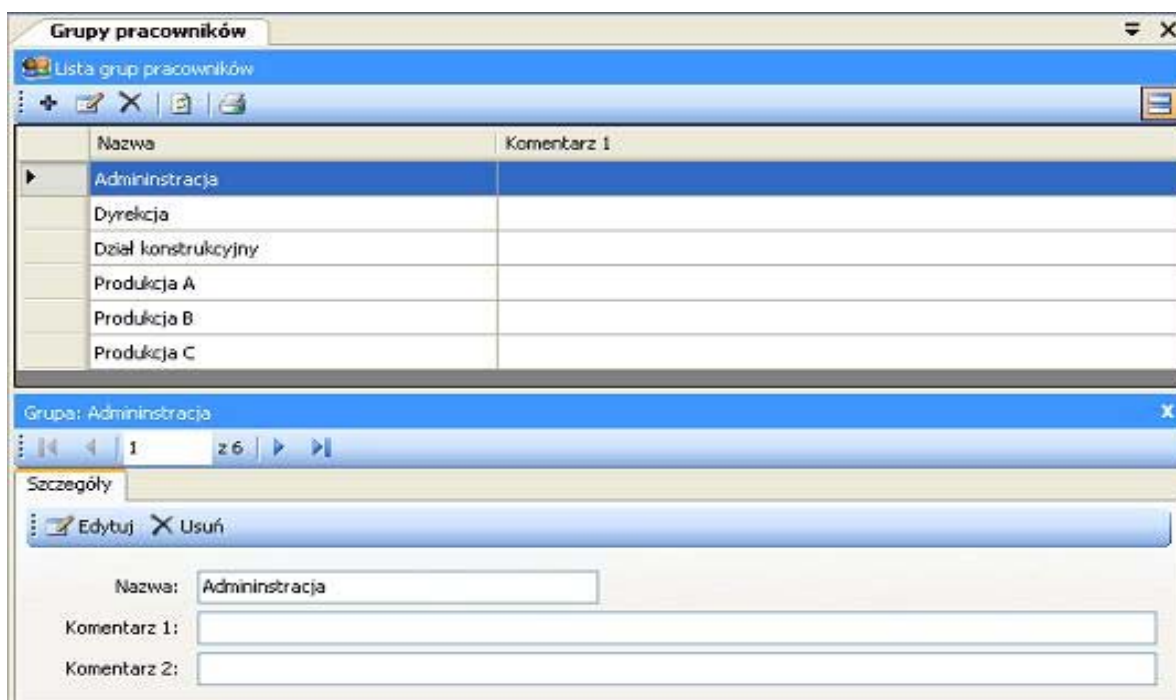 Grupy pracowników
Lista grup pracowników
Nazwa Komentarz 1
Admininstracja
Dyrekcja
Dział konstrukcyjny
Produkcja A
Produkcja B
Produkcja C
Grupa: Admininstracja
1 z 6
Szczegóły
Edytuj Usuń
Nazwa: Admininstracja
Komentarz 1:
Komentarz 2: